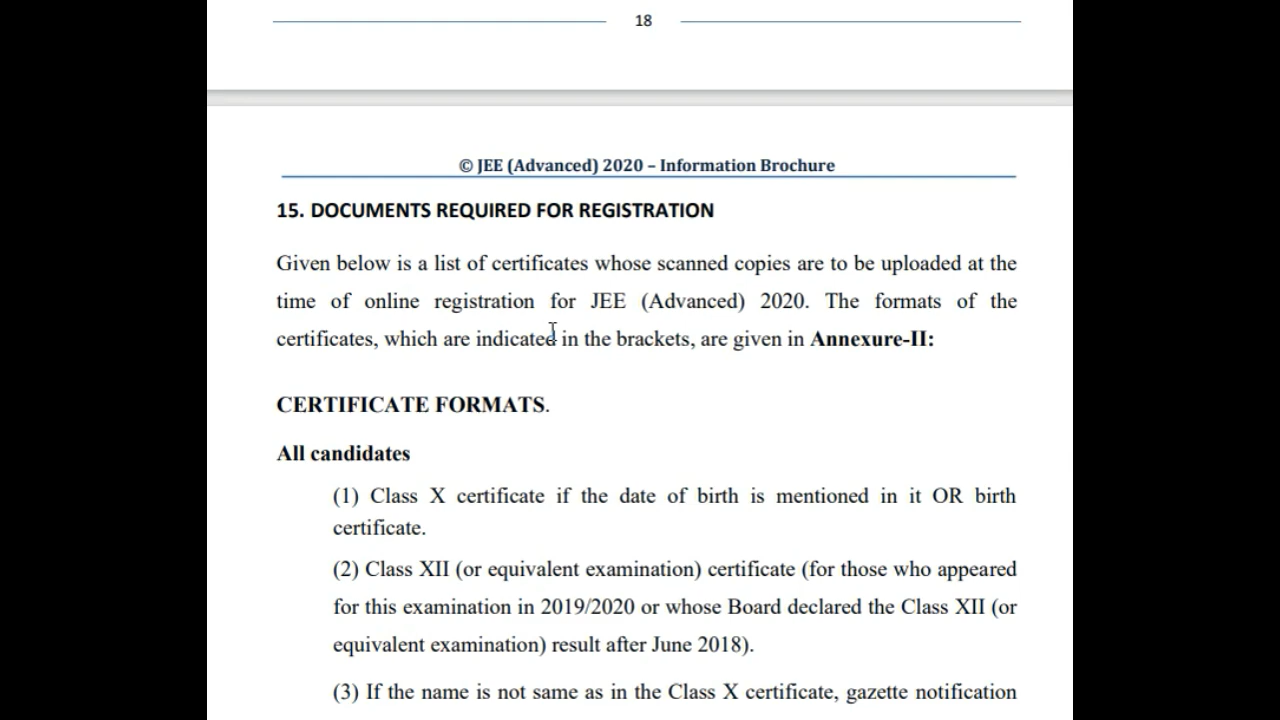 18
© JEE (Advanced) 2020 – Information Brochure
15. DOCUMENTS REQUIRED FOR REGISTRATION
Given below is a list of certificates whose scanned copies are to be uploaded at the
time of online registration for JEE (Advanced) 2020. The formats of the
certificates, which are indicated in the brackets, are given in Annexure-II:
CERTIFICATE FORMATS.
All candidates
(1) Class X certificate if the date of birth is mentioned in it OR birth
certificate.
(2) Class XII (or equivalent examination) certificate (for those who appeared
for this examination in 2019/2020 or whose Board declared the Class XII (or
equivalent examination) result after June 2018).
(3) If the name is not same as in the Class X certificate, gazette notification